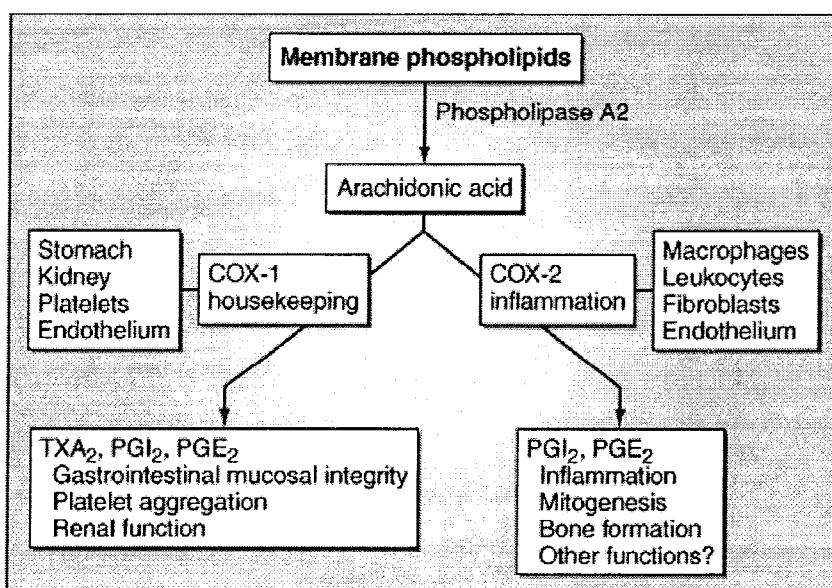 Membrane phospholipids
Phospholipase A2
Arachidonic acid
Stomach
Kidney
Platelets
Endothelium
COX-1
housekeeping
COX-2
inflammation
Macrophages
Leukocytes
Fibroblasts
Endothelium
TXA₂, PGI₂, PGE₂
Gastrointestinal mucosal integrity
Platelet aggregation
Renal function
PGI₂, PGE₂
Inflammation
Mitogenesis
Bone formation
Other functions?